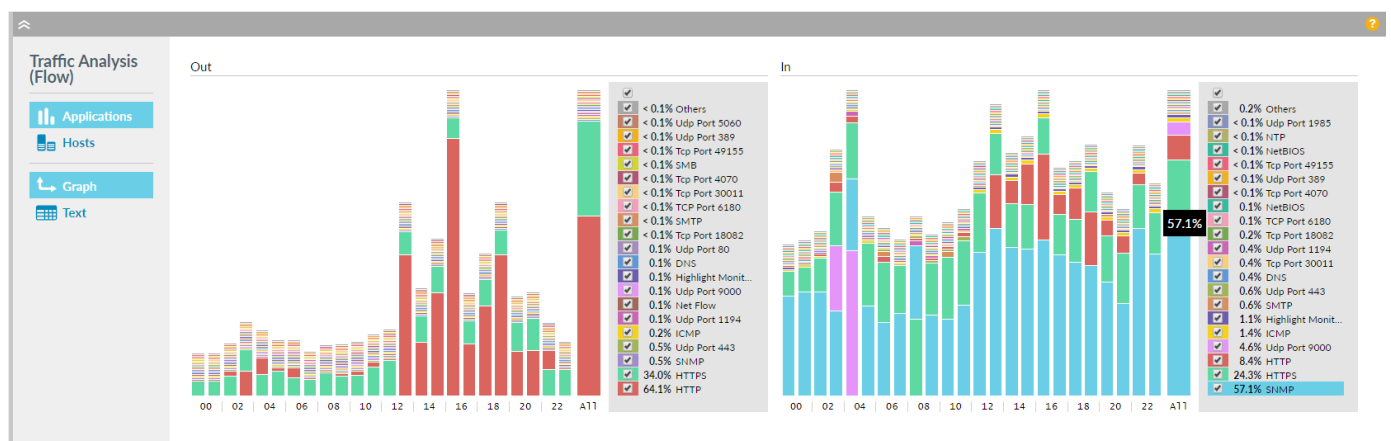 ?
Traffic Analysis
(Flow)
Applications
Hosts
Graph
Text
Out
< 0.1% Others
< 0.1% Udp Port 5060
< 0.1% Udp Port 389
< 0.1% Tcp Port 49155
< 0.1% SMB
< 0.1% Tcp Port 4070
< 0.1% Tcp Port 30011
< 0.1% TCP Port 6180
< 0.1% SMTP
< 0.1% Tcp Port 18082
0.1% Udp Port 80
0.1% DNS
0.1% Highlight Monit...
0.1% Udp Port 9000
0.1% Net Flow
0.1% Udp Port 1194
0.2% ICMP
0.5% Udp Port 443
0.5% SNMP
34.0% HTTPS
64.1% HTTP
00 02 04 06 08 10 12 14 16 18 20 22 All
In
57.1%
0.2% Others
< 0.1% Udp Port 1985
< 0.1% NTP
< 0.1% NetBIOS
< 0.1% Tcp Port 49155
< 0.1% Udp Port 389
< 0.1% Tcp Port 4070
0.1% NetBIOS
0.1% TCP Port 6180
0.2% Tcp Port 18082
0.4% Udp Port 1194
0.4% Tcp Port 30011
0.4% DNS
0.6% Udp Port 443
0.6% SMTP
1.1% Highlight Monit...
1.4% ICMP
4.6% Udp Port 9000
8.4% HTTP
24.3% HTTPS
57.1% SNMP
00 02 04 06 08 10 12 14 16 18 20 22 All